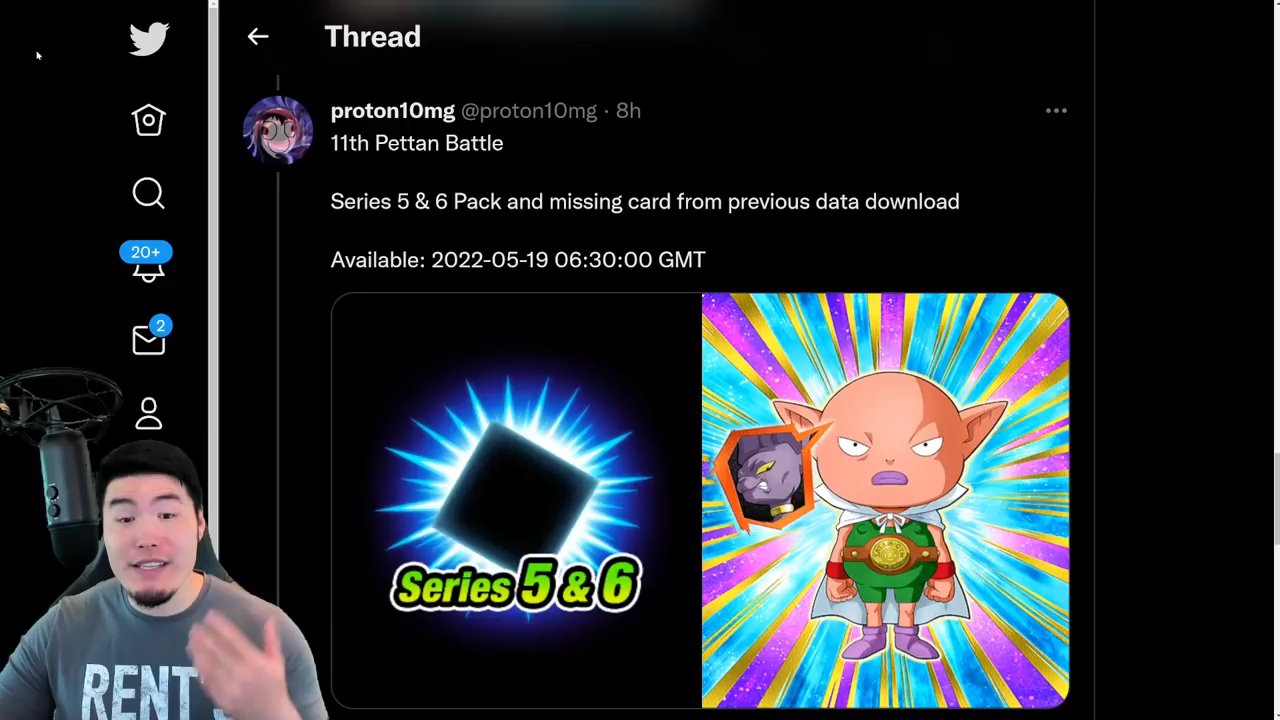 Thread
proton10mg @proton10mg · 8h
11th Pettan Battle
Series 5 & 6 Pack and missing card from previous data download
Available: 2022-05-19 06:30:00 GMT
20+
2
Series 5 & 6
RENT